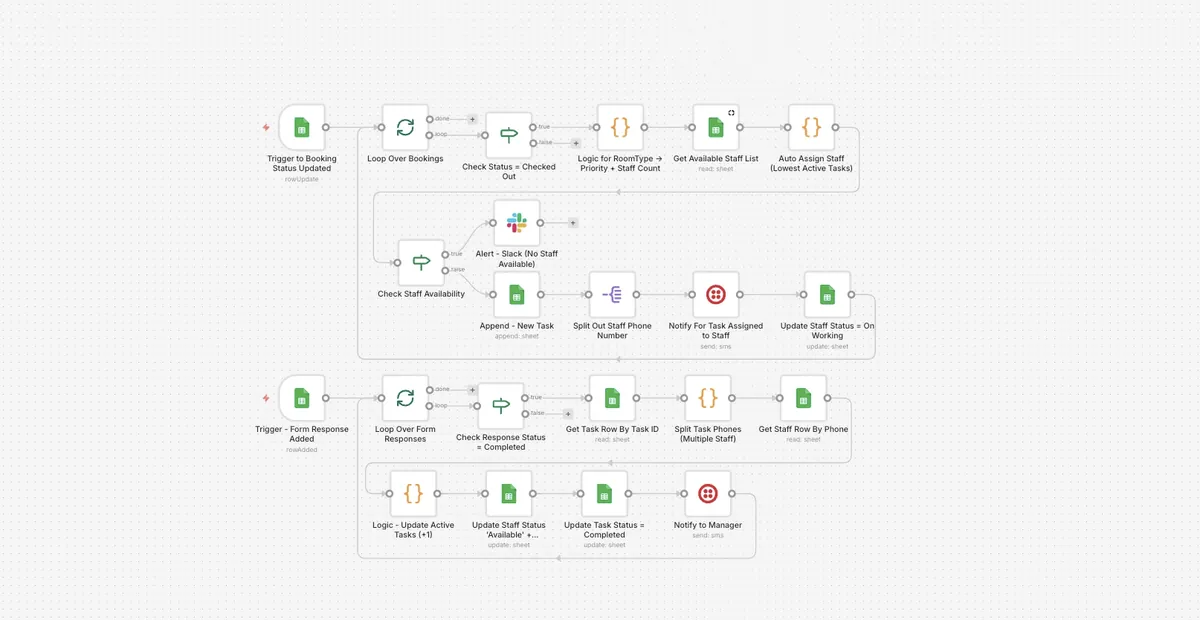 done
loop
true
false
Trigger to Booking
Status Updated
rowUpdate
Loop Over Bookings
Check Status = Checked
Out
Logic for RoomType →
Priority + Staff Count
Get Available Staff List
read: sheet
Auto Assign Staff
(Lowest Active Tasks)
true
false
Check Staff Availability
Alert - Slack (No Staff
Available)
Append - New Task
append: sheet
Split Out Staff Phone
Number
Notify For Task Assigned
to Staff
send: sms
Update Staff Status = On
Working
update: sheet
done
loop
true
false
Trigger - Form Response
Added
rowAdded
Loop Over Form
Responses
Check Response Status
= Completed
Get Task Row By Task ID
read: sheet
Split Task Phones
(Multiple Staff)
Get Staff Row By Phone
read: sheet
Logic - Update Active
Tasks (+1)
Update Staff Status
'Available' +...
update: sheet
Update Task Status =
Completed
update: sheet
Notify to Manager
send: sms